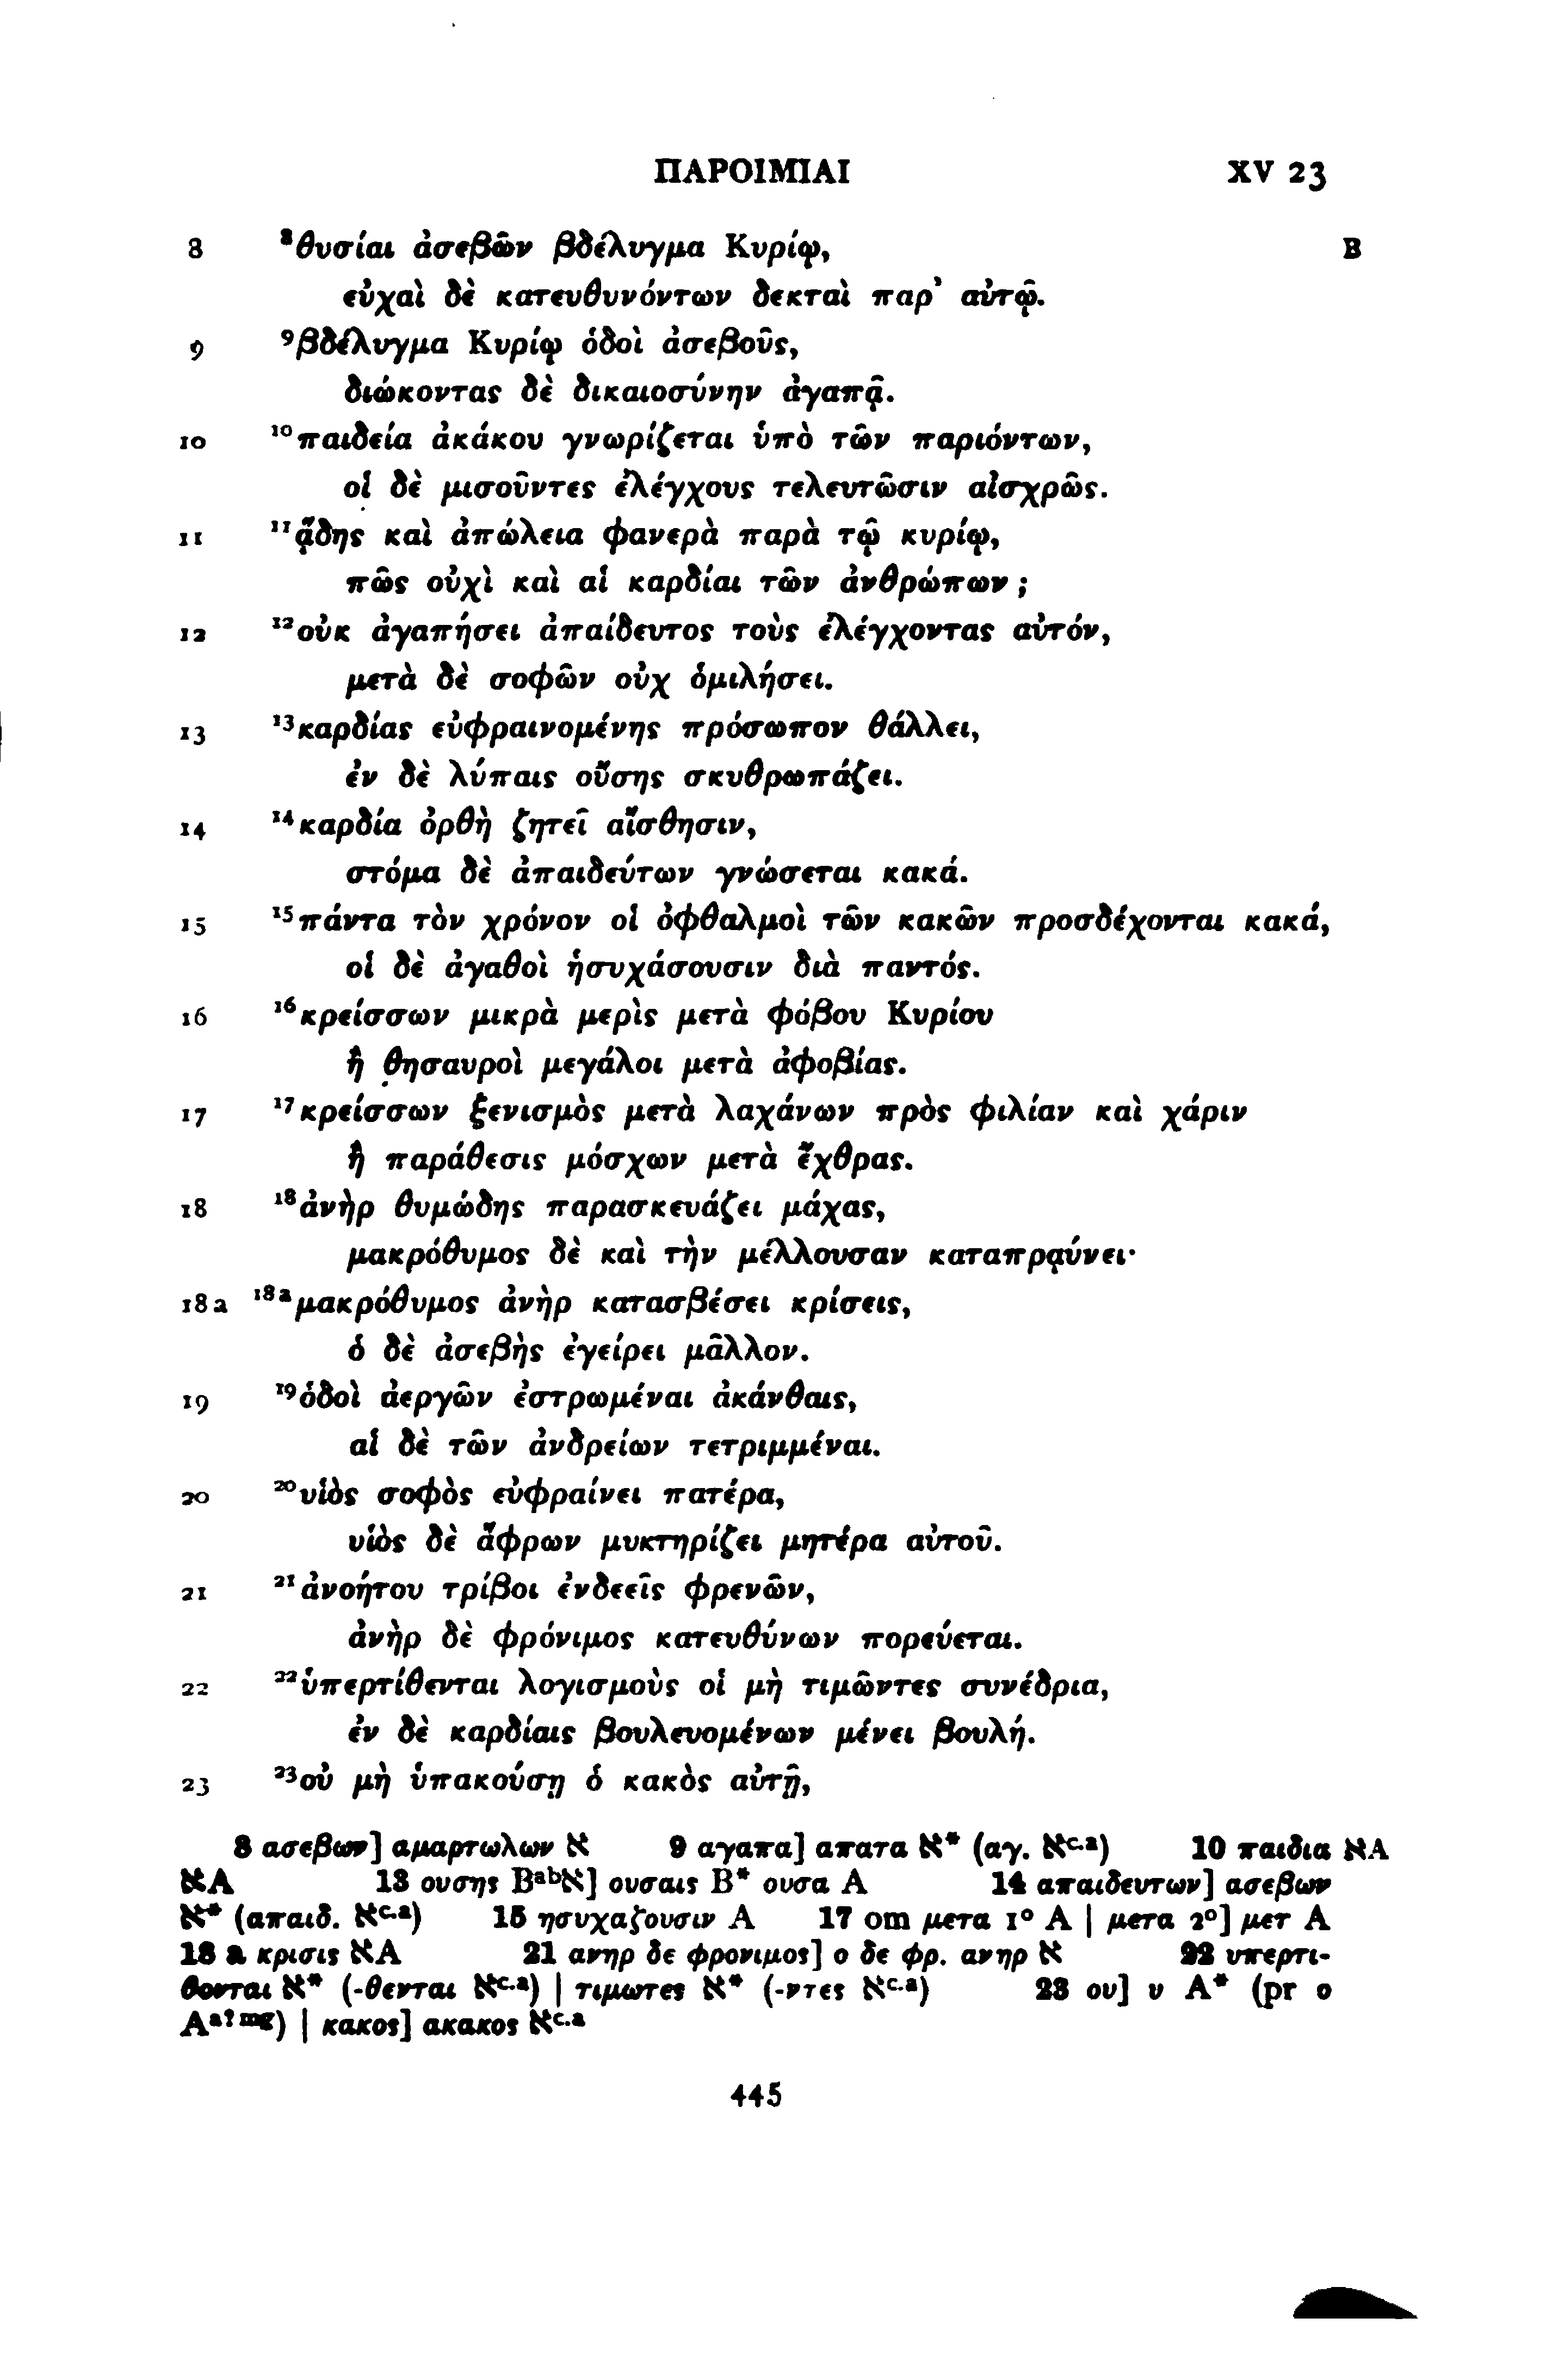 ΠΑΡΟΙΜΙΑΙ XV 23
8 ⁸θυσίαι ἀσεβῶν βδέλυγμα Κυρίῳ, B
εὐχαὶ δὲ κατευθυνόντων δεκταὶ παρ’ αὐτῷ.
9 ⁹βδέλυγμα Κυρίῳ ὁδοὶ ἀσεβοῦς,
διώκοντας δὲ δικαιοσύνην ἀγαπᾷ.
10 ¹⁰παιδεία ἀκάκου γνωρίζεται ὑπὸ τῶν παριόντων,
οἱ δὲ μισοῦντες ἐλέγχους τελευτῶσιν αἰσχρῶς.
11 ¹¹ᾅδης καὶ ἀπώλεια φανερὰ παρὰ τῷ κυρίῳ,
πῶς οὐχὶ καὶ αἱ καρδίαι τῶν ἀνθρώπων;
12 ¹²οὐκ ἀγαπήσει ἀπαίδευτος τοὺς ἐλέγχοντας αὐτόν,
μετὰ δὲ σοφῶν οὐχ ὁμιλήσει.
13 ¹³καρδίας εὐφραινομένης πρόσωπον θάλλει,
ἐν δὲ λύπαις οὔσης σκυθρωπάζει.
14 ¹⁴καρδία ὀρθὴ ζητεῖ αἴσθησιν,
στόμα δὲ ἀπαιδεύτων γνώσεται κακά.
15 ¹⁵πάντα τὸν χρόνον οἱ ὀφθαλμοὶ τῶν κακῶν προσδέχονται κακά,
οἱ δὲ ἀγαθοὶ ἡσυχάσουσιν διὰ παντός.
16 ¹⁶κρείσσων μικρὰ μερὶς μετὰ φόβου Κυρίου
ἢ θησαυροὶ μεγάλοι μετὰ ἀφοβίας.
17 ¹⁷κρείσσων ξενισμὸς μετὰ λαχάνων πρὸς φιλίαν καὶ χάριν
ἢ παράθεσις μόσχων μετὰ ἔχθρας.
18 ¹⁸ἀνὴρ θυμώδης παρασκευάζει μάχας,
μακρόθυμος δὲ καὶ τὴν μέλλουσαν καταπρᾳύνει·
18 a ¹⁸ᵃμακρόθυμος ἀνὴρ κατασβέσει κρίσεις,
ὁ δὲ ἀσεβὴς ἐγείρει μᾶλλον.
19 ¹⁹ὁδοὶ ἀεργῶν ἐστρωμέναι ἀκάνθαις,
αἱ δὲ τῶν ἀνδρείων τετριμμέναι.
20 ²⁰υἱὸς σοφὸς εὐφραίνει πατέρα,
υἱὸς δὲ ἄφρων μυκτηρίζει μητέρα αὐτοῦ.
21 ²¹ἀνοήτου τρίβοι ἐνδεεῖς φρενῶν,
ἀνὴρ δὲ φρόνιμος κατευθύνων πορεύεται.
22 ²²ὑπερτίθενται λογισμοὺς οἱ μὴ τιμῶντες συνέδρια,
ἐν δὲ καρδίαις βουλευομένων μένει βουλή.
23 ²³οὐ μὴ ὑπακούσῃ ὁ κακὸς αὐτῇ,
8 ασεβων] αμαρτωλων א 9 αγαπα] απατα א* (αγ. אᶜ·ᵃ) 10 παιδια אA
אA 13 ουσης Bᵃᵇא] ουσαις B* ουσα A 14 απαιδευτων] ασεβων
א* (απαιδ. אᶜ·ᵃ) 15 ησυχαζουσιν A 17 om μετα 1° A | μετα 2°] μετ A
18 a κρισις אA 21 ανηρ δε φρονιμος] ο δε φρ. ανηρ א 22 υπερτι-
θονται א* (-θενται אᶜ·ᵃ) | τιμωτες א* (-ντες אᶜ·ᵃ) 23 ου] υ A* (pr ο
Aᵃ?ᵐᵍ) | κακος] ακακος אᶜ·ᵃ
445